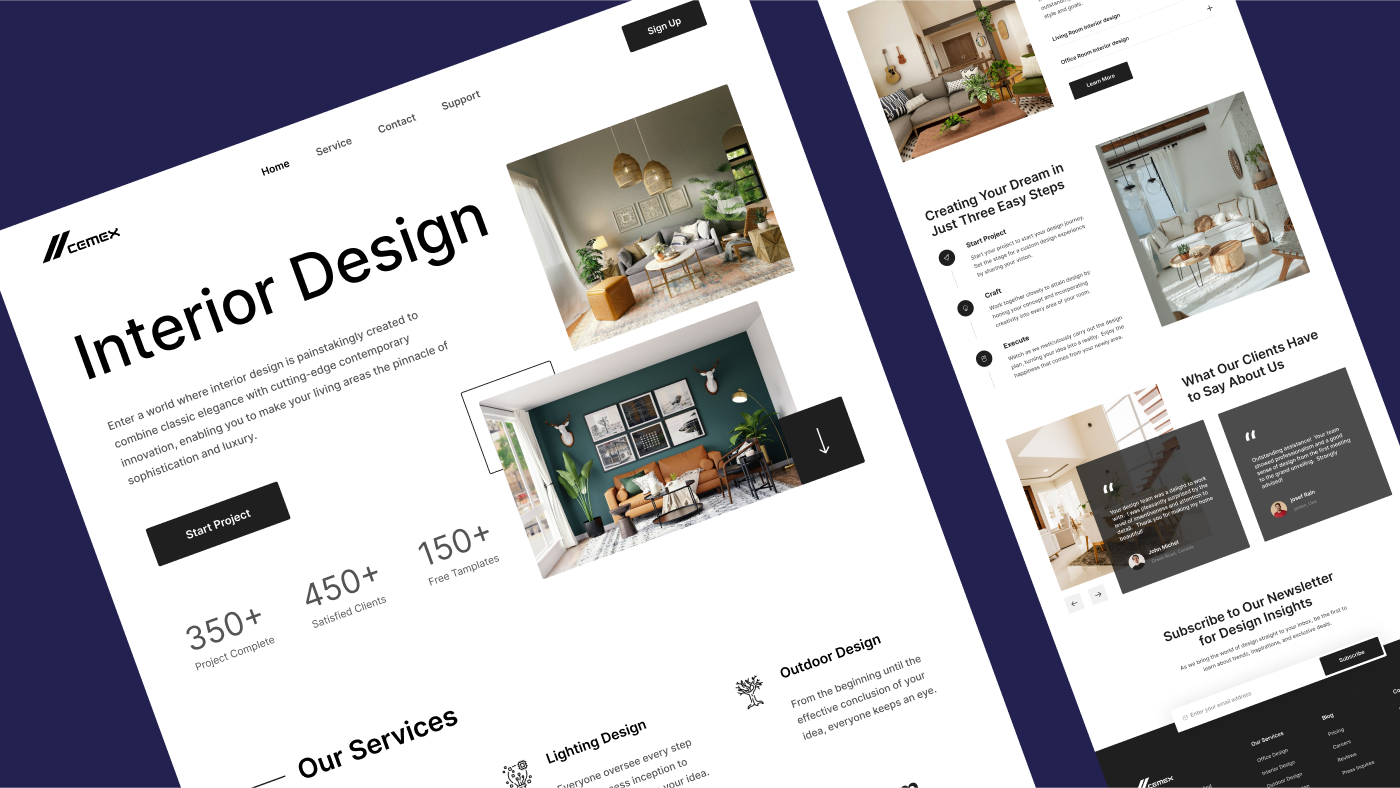 Sign Up
Home
Service
Contact
Support
CEMEX
Interior Design
Enter a world where interior design is painstakingly created to
combine classic elegance with cutting-edge contemporary
innovation, enabling you to make your living areas the pinnacle of
sophistication and luxury.
Start Project
350+
Project Complete
450+
Satisfied Clients
150+
Free Tamplates
Our Services
Lighting Design
Everyone oversee every step
ess inception to
your idea.
Outdoor Design
From the beginning until the
effective conclusion of your
idea, everyone keeps an eye.
style and goals.
Living Room Interior design
Office Room Interior design
Learn More
Creating Your Dream in
Just Three Easy Steps
Start Project
Start your project to start your design journey.
Set the stage for a custom design experience
by sharing your vision.
Craft
Work together closely to attain design by
honing your concept and incorporating
creativity into every area of your room.
Execute
Watch as we meticulously carry out the design
plan, turning your idea into a reality. Enjoy the
happiness that comes from your newly area.
What Our Clients Have
to Say About Us
“
Your design team was a delight to work
with. I was pleasantly surprised by the
level of inventiveness and attention to
detail. Thank you for making my home
beautiful!
John Michel
“
Outstanding assistance! Your team
showed professionalism and a good
sense of design from the first meeting
to the grand unveiling. Strongly
advised!
Josef Rain
Subscribe to Our Newsletter
for Design Insights
As we bring the world of design straight to your inbox, be the first to
learn about trends, inspirations, and exclusive deals.
Enter your email address
Subscribe
CEMEX
Our Services
Office Design
Interior Design
Outdoor Design
Blog
Pricing
Careers
Reviews
Press Inquires
Co